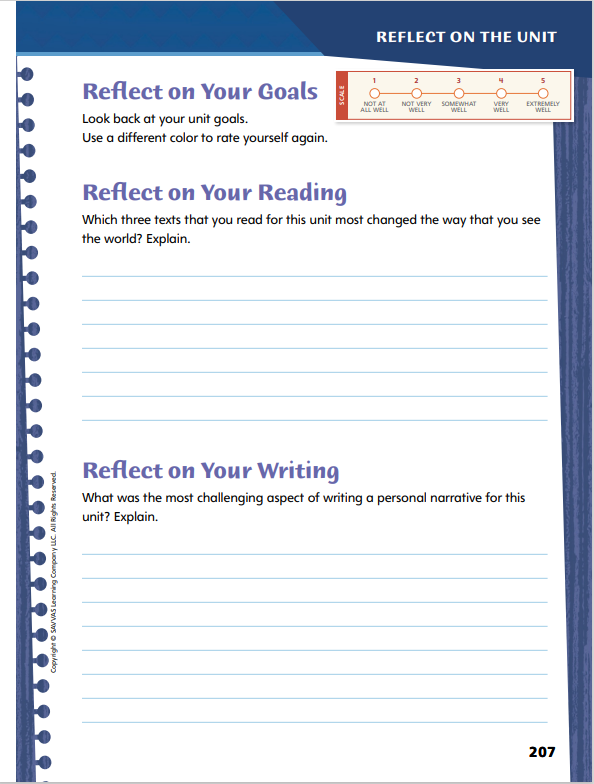 REFLECT ON THE UNIT
Reflect on Your Goals
Look back at your unit goals.
Use a different color to rate yourself again.
SCALE
1 2 3 4 5
NOT AT ALL WELL
NOT VERY WELL
SOMEWHAT WELL
VERY WELL
EXTREMELY WELL
Reflect on Your Reading
Which three texts that you read for this unit most changed the way that you see
the world? Explain.
Reflect on Your Writing
What was the most challenging aspect of writing a personal narrative for this
unit? Explain.
Copyright © SAVVAS Learning Company LLC. All Rights Reserved.
207